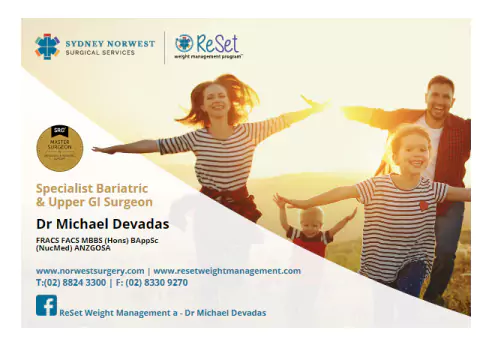 SYDNEY NORWEST
SURGICAL SERVICES
ReSet
weight management program
SRC
MASTER
SURGEON
Specialist Bariatric
& Upper GI Surgeon
Dr Michael Devadas
FRACS FACS MBBS (Hons) BAppSc
(NucMed) ANZGOSA
www.norwestsurgery.com | www.resetweightmanagement.com
T:(02) 8824 3300 | F: (02) 8330 9270
f ReSet Weight Management a - Dr Michael Devadas